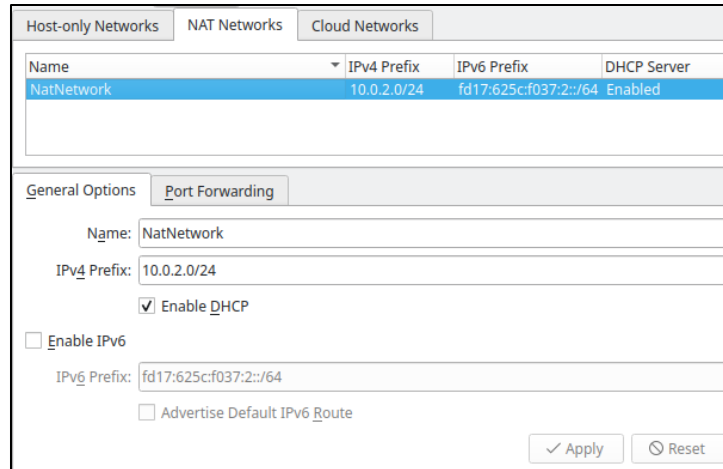 Host-only Networks NAT Networks Cloud Networks
Name IPv4 Prefix IPv6 Prefix DHCP Server
NatNetwork 10.0.2.0/24 fd17:625c:f037:2::/64 Enabled
General Options Port Forwarding
Name: NatNetwork
IPv4 Prefix: 10.0.2.0/24
Enable DHCP
Enable IPv6
IPv6 Prefix: fd17:625c:f037:2::/64
Advertise Default IPv6 Route
Apply Reset